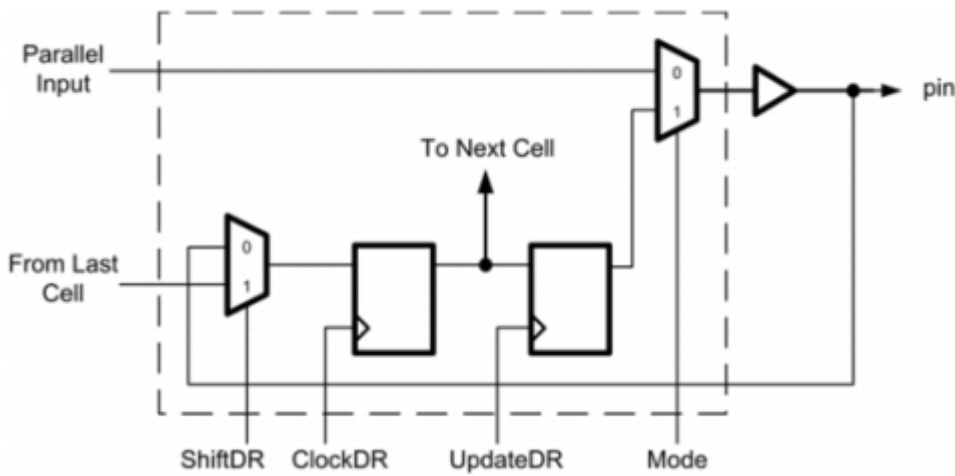 Parallel
Input
0
1
pin
To Next Cell
From Last
Cell
0
1
ShiftDR
ClockDR
UpdateDR
Mode